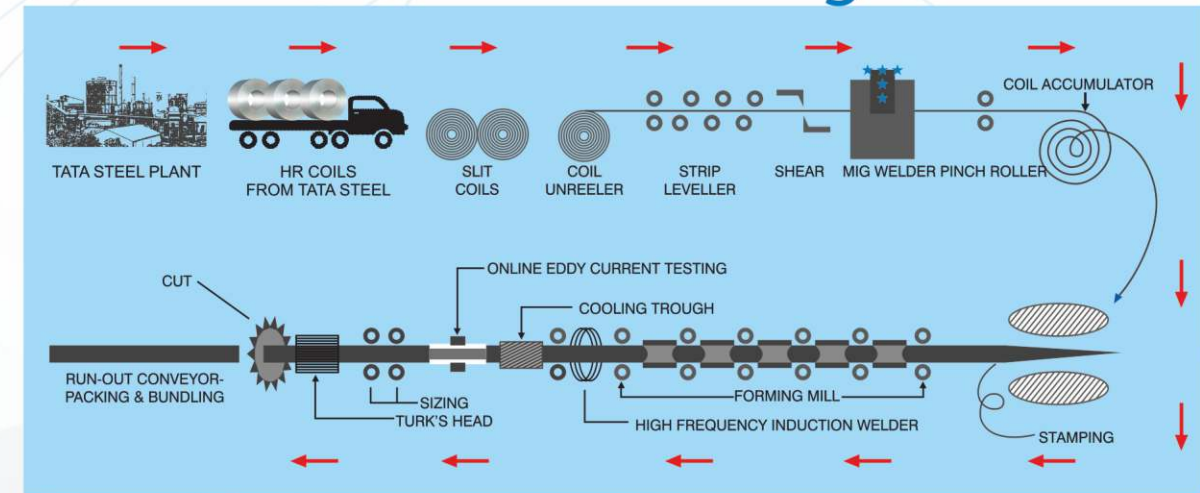 COIL ACCUMULATOR
TATA STEEL PLANT
HR COILS
FROM TATA STEEL
SLIT
COILS
COIL
UNREELER
STRIP
LEVELLER
SHEAR
MIG WELDER
PINCH ROLLER
CUT
ONLINE EDDY CURRENT TESTING
COOLING TROUGH
RUN-OUT CONVEYOR-
PACKING & BUNDLING
SIZING
TURK'S HEAD
FORMING MILL
HIGH FREQUENCY INDUCTION WELDER
STAMPING